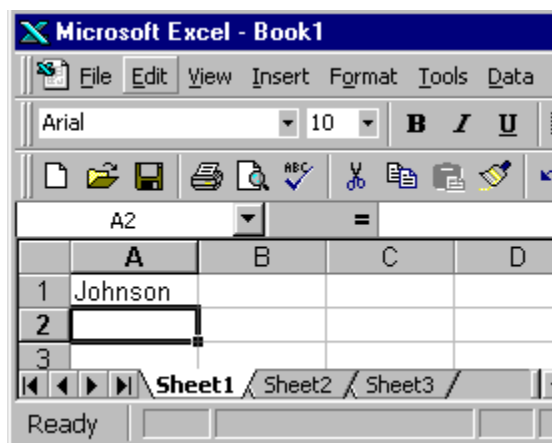 Microsoft Excel - Book1
File Edit View Insert Format Tools Data
Arial 10 B I U
ABC
A2 =
A B C D
1 Johnson
2
3
Sheet1 Sheet2 Sheet3
Ready